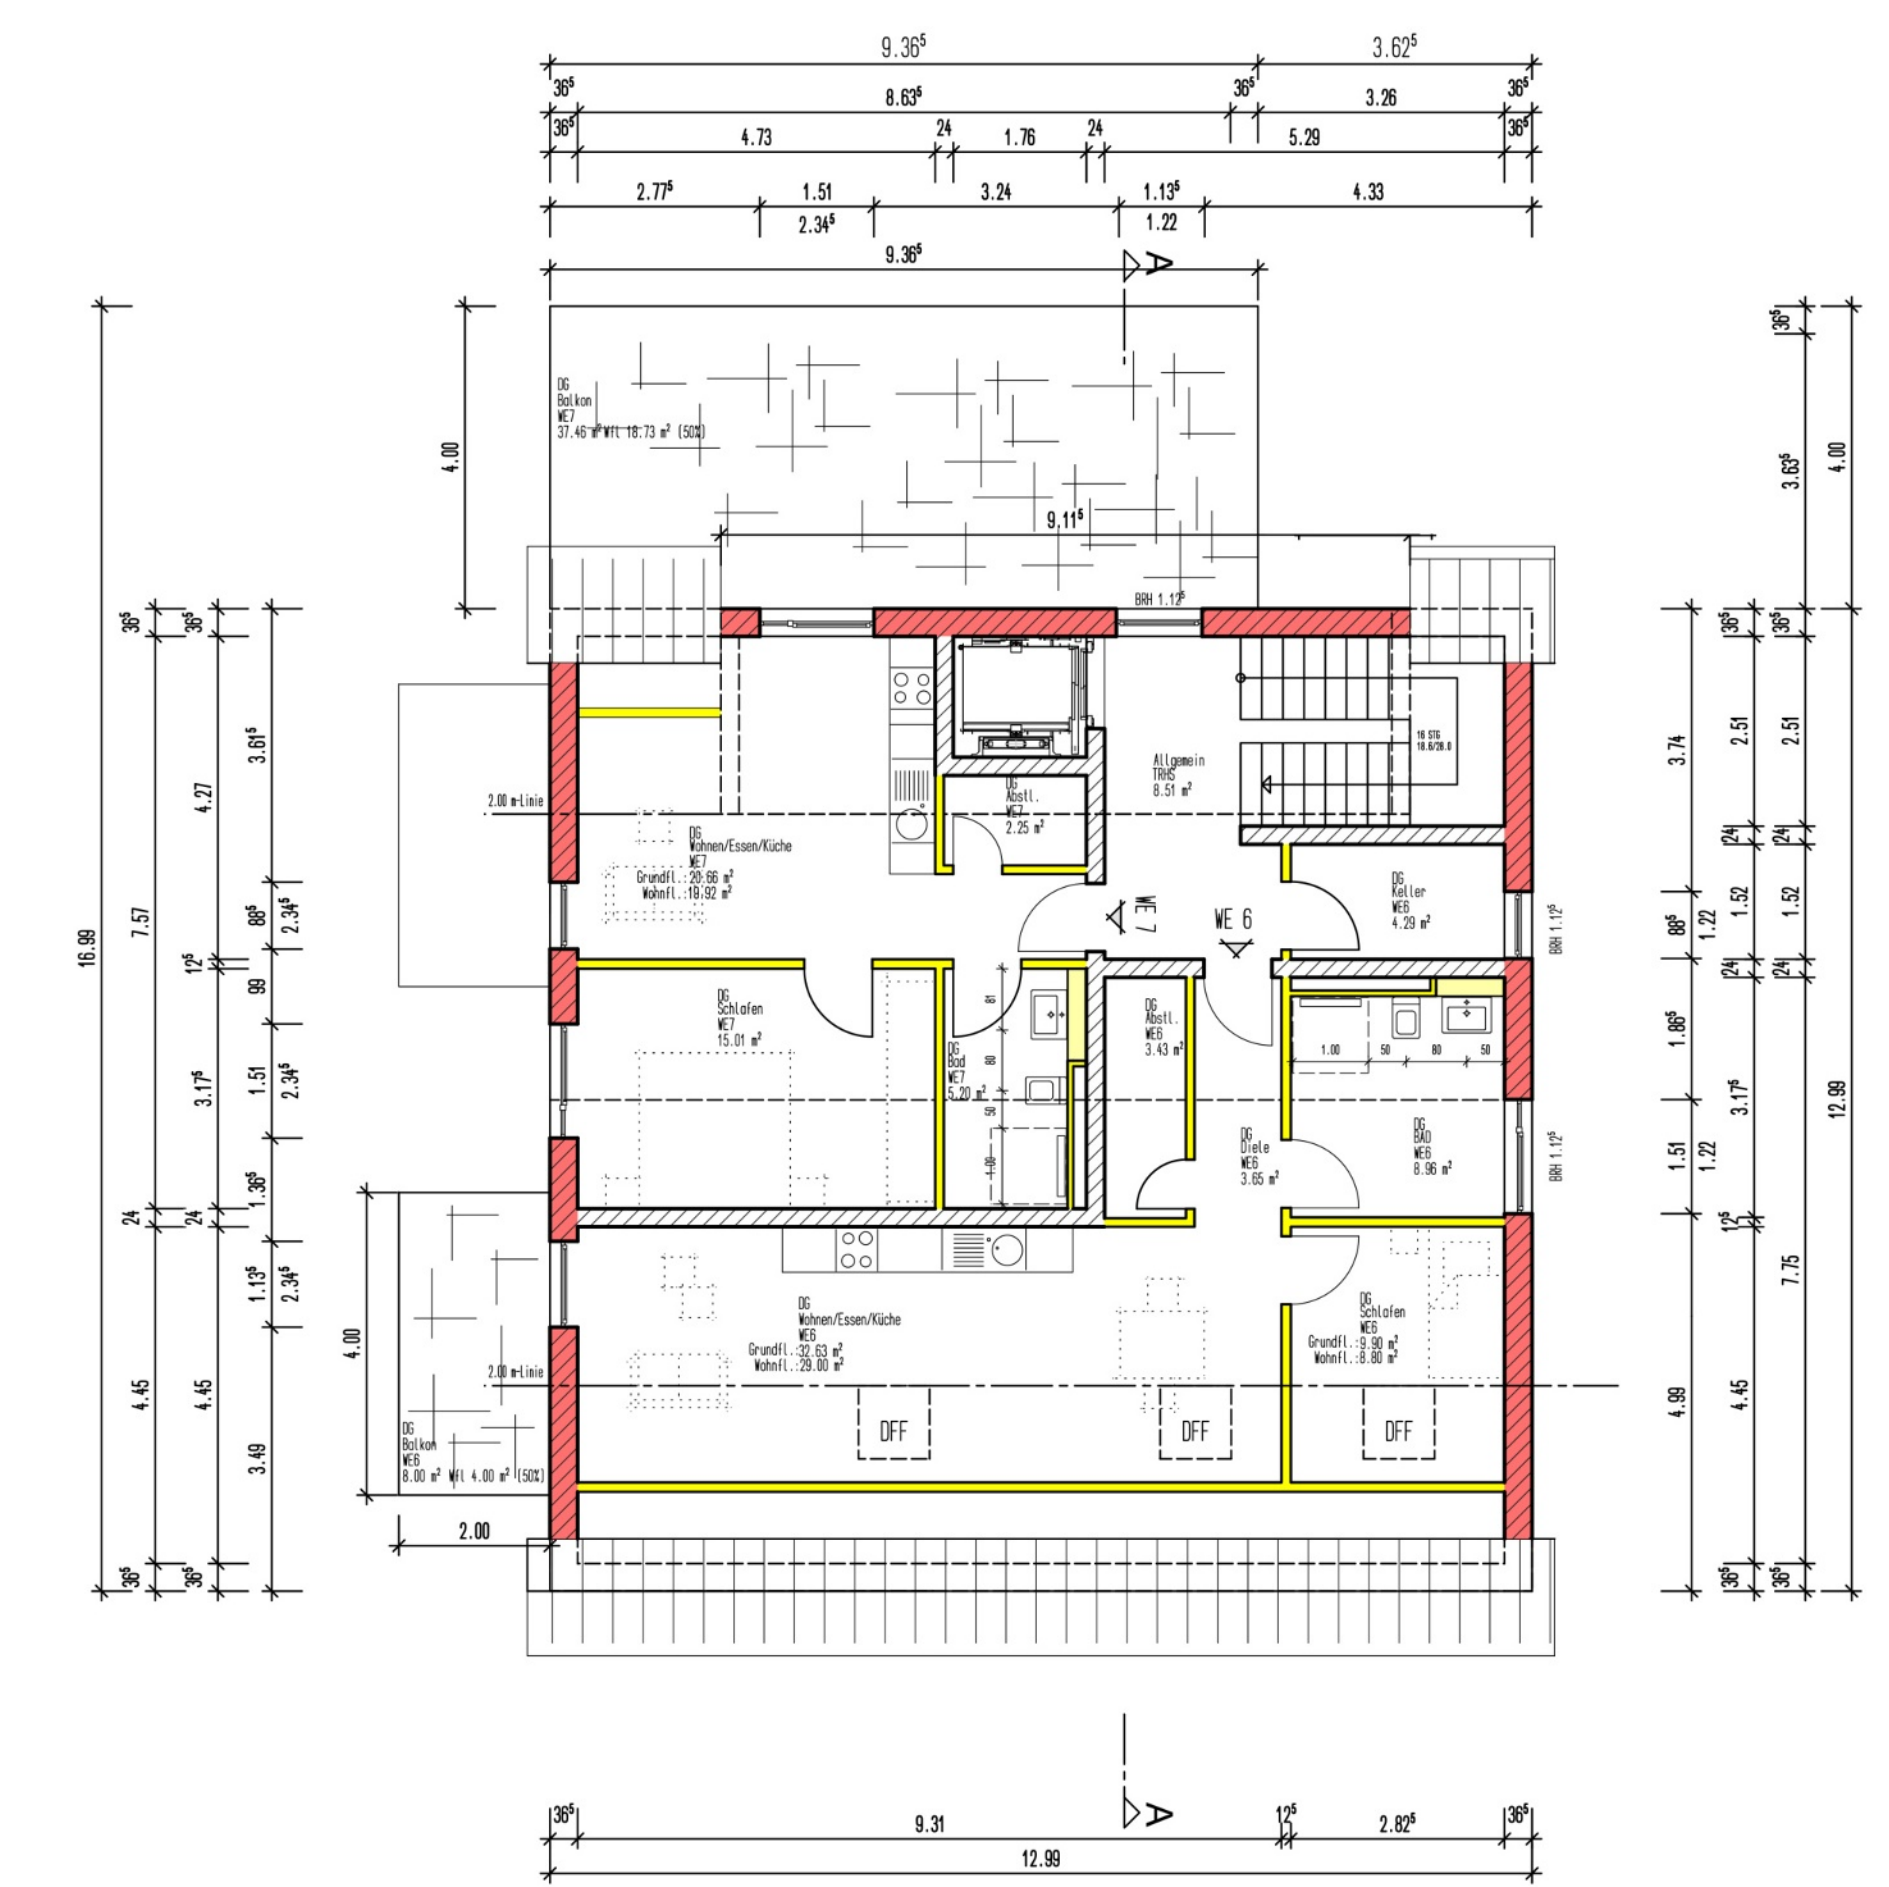 9.36⁵ 3.62⁵
36⁵ 8.63⁵ 36⁵ 3.26 36⁵
36⁵ 4.73 24 1.76 24 5.29 36⁵
2.77⁵ 1.51 3.24 1.13⁵ 4.33
2.34⁵ 1.22
9.36⁵
A
DG
Balkon
WE7
37.46 m² Wfl 18.73 m² (50%)
4.00
9.11⁵
BRH 1.12⁵
16 STG
18.6/28.0
Allgemein
TRHS
8.51 m²
2.00 m-Linie
DG
Abstl.
WE7
2.25 m²
DG
Wohnen/Essen/Küche
WE7
Grundfl.:20.66 m²
Wohnfl.:18.92 m²
WE 7
WE 6
DG
Keller
WE6
4.29 m²
BRH 1.12⁵
DG
Schlafen
WE7
15.01 m²
DG
Bad
WE7
5.20 m²
81
80
50
1.00
DG
Abstl.
WE6
3.43 m²
1.00 50 80 50
DG
Diele
WE6
3.65 m²
DG
BAD
WE6
8.96 m²
BRH 1.12⁵
DG
Wohnen/Essen/Küche
WE6
Grundfl.:32.63 m²
Wohnfl.:29.00 m²
DG
Schlafen
WE6
Grundfl.:9.90 m²
Wohnfl.:8.80 m²
2.00 m-Linie
DFF DFF DFF
DG
Balkon
WE6
8.00 m² Wfl 4.00 m² (50%)
4.00
2.00
16.99
36⁵ 7.57 24 4.45 36⁵
36⁵ 4.27 12⁵ 3.17⁵ 24 4.45 36⁵
3.61⁵ 88⁵ 99 1.51 1.36⁵ 1.13⁵ 3.49
2.34⁵ 2.34⁵ 2.34⁵
3.74 88⁵ 1.86⁵ 1.51 4.99
1.22 1.22
36⁵ 2.51 24 1.52 24 3.17⁵ 12⁵ 4.45 36⁵
36⁵ 3.63⁵ 36⁵ 2.51 24 1.52 24 7.75 36⁵
4.00 12.99
A
36⁵ 9.31 12⁵ 2.82⁵ 36⁵
12.99